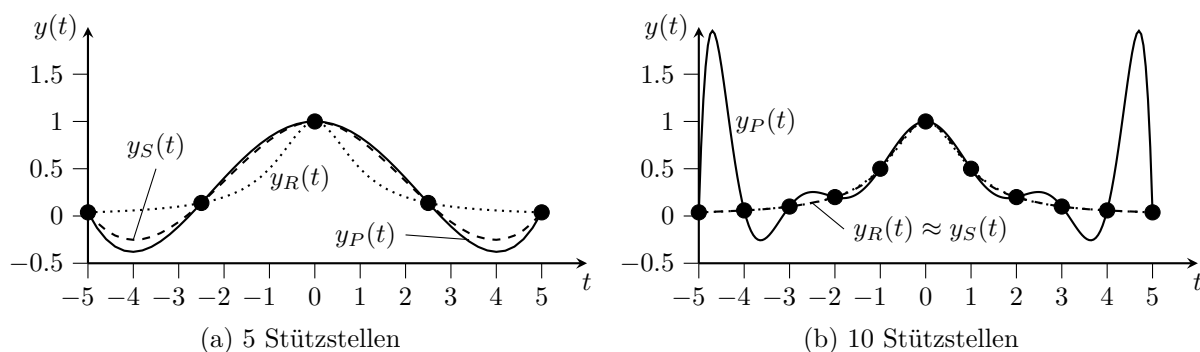 y(t)
1.5
1
0.5
0
−0.5
−5 −4 −3 −2 −1 0 1 2 3 4 5
t
y_S(t)
y_R(t)
y_P(t)
(a) 5 Stützstellen
y(t)
1.5
1
0.5
0
−0.5
−5 −4 −3 −2 −1 0 1 2 3 4 5
t
y_P(t)
y_R(t) ≈ y_S(t)
(b) 10 Stützstellen